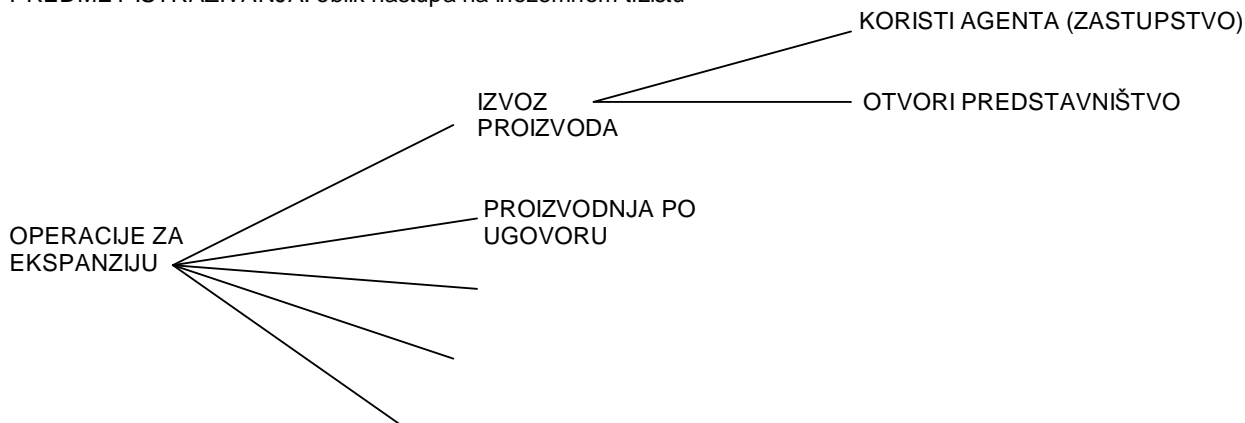 KORISTI AGENTA (ZASTUPSTVO)
IZVOZ
PROIZVODA
OTVORI PREDSTAVNIŠTVO
PROIZVODNJA PO
UGOVORU
OPERACIJE ZA
EKSPANZIJU